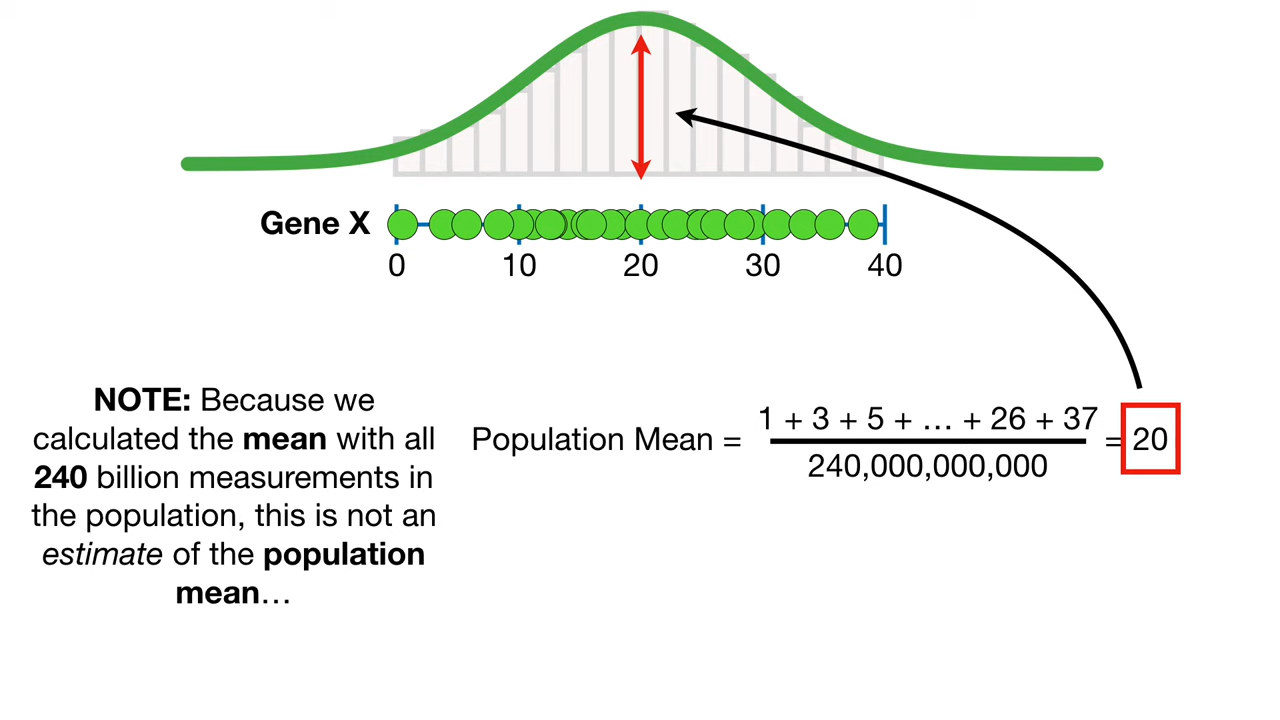 Gene X
0 10 20 30 40
NOTE: Because we
calculated the mean with all
240 billion measurements in
the population, this is not an
estimate of the population
mean…
Population Mean =
1 + 3 + 5 + … + 26 + 37
240,000,000,000
= 20